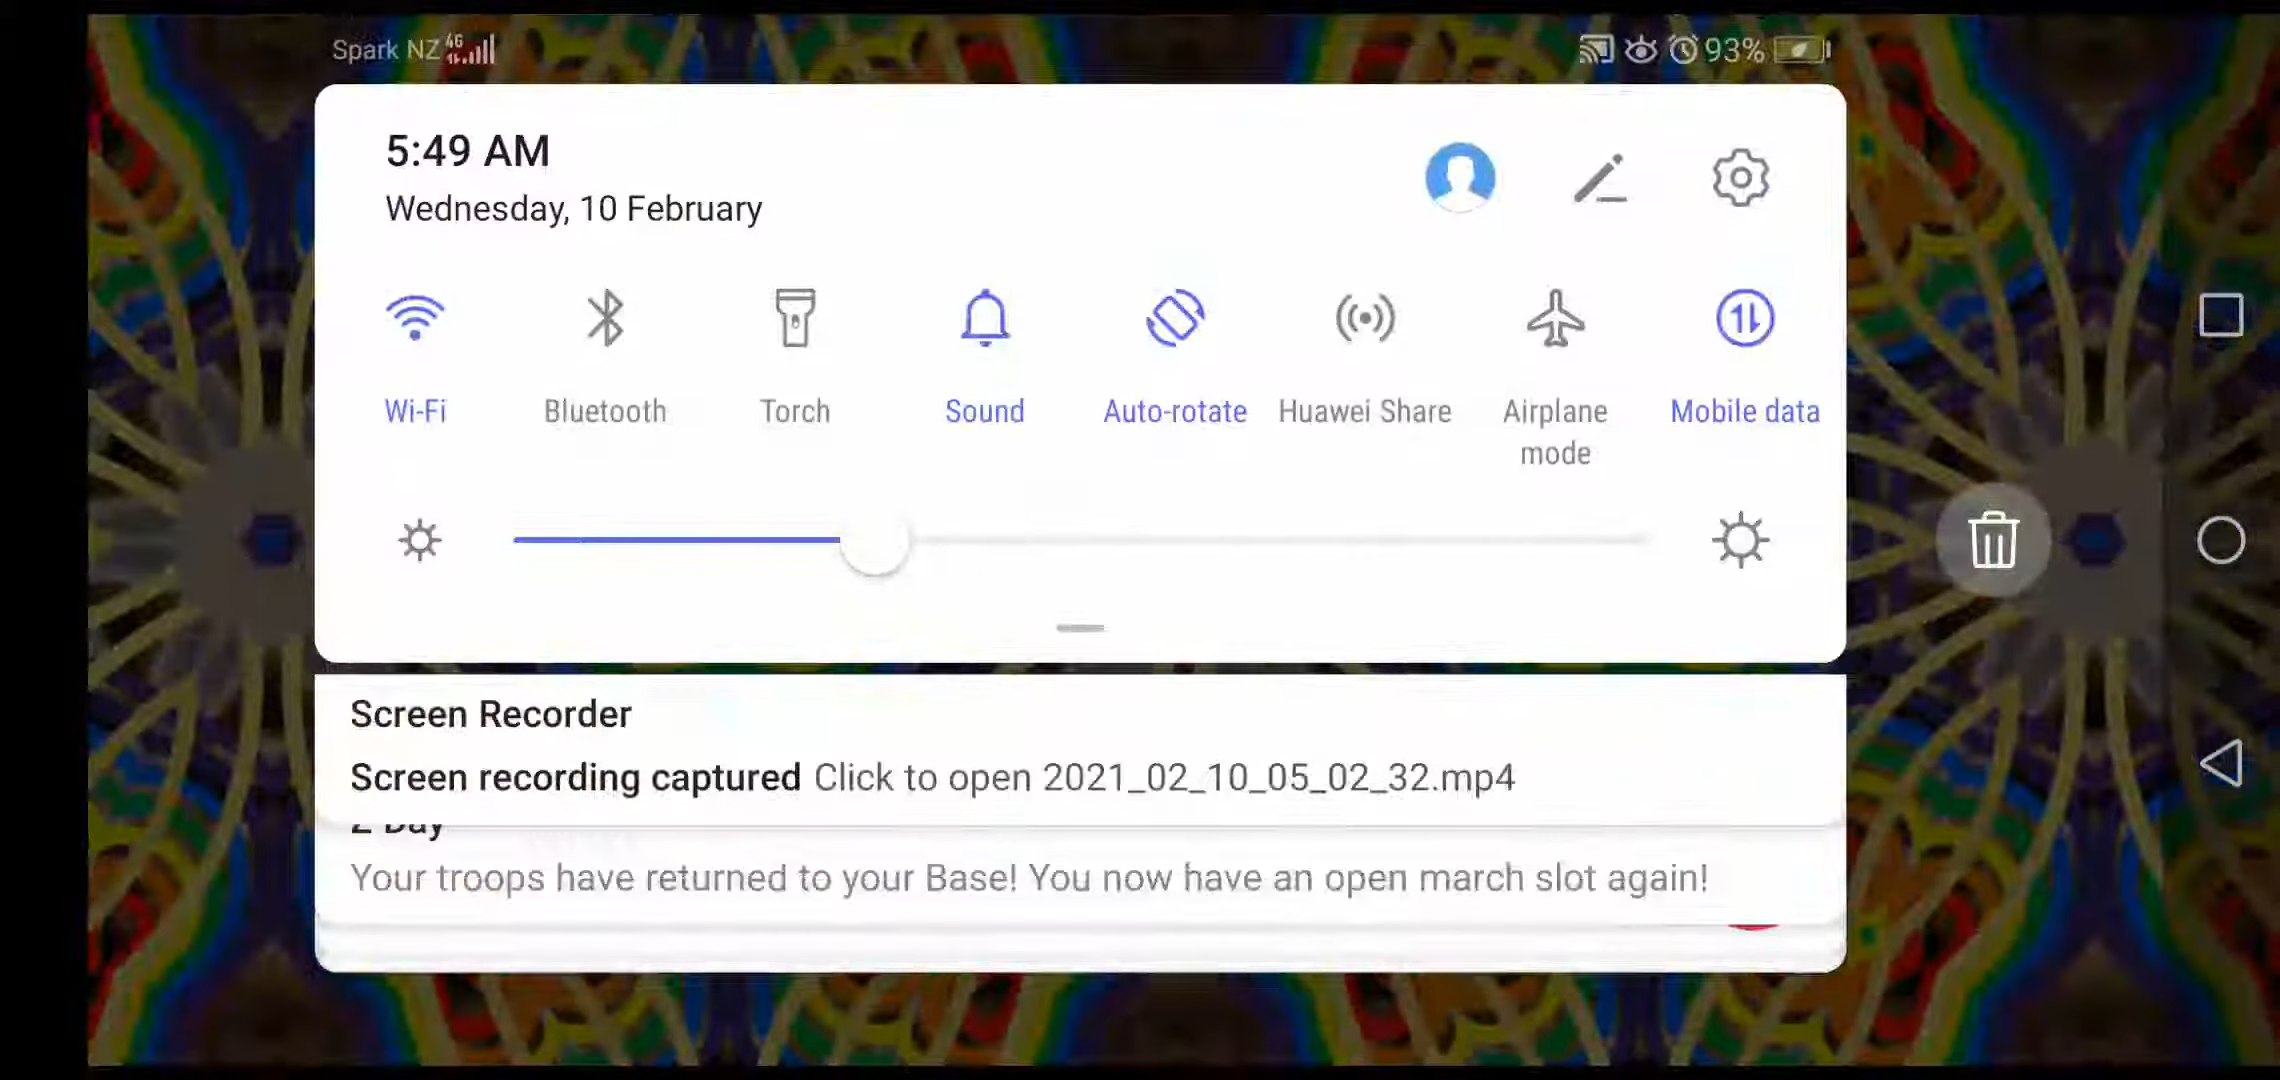 Spark NZ 4G 93%
5:49 AM
Wednesday, 10 February
Wi-Fi Bluetooth Torch Sound Auto-rotate Huawei Share Airplane mode Mobile data
Screen Recorder
Screen recording captured Click to open 2021_02_10_05_02_32.mp4
Z Day
Your troops have returned to your Base! You now have an open march slot again!